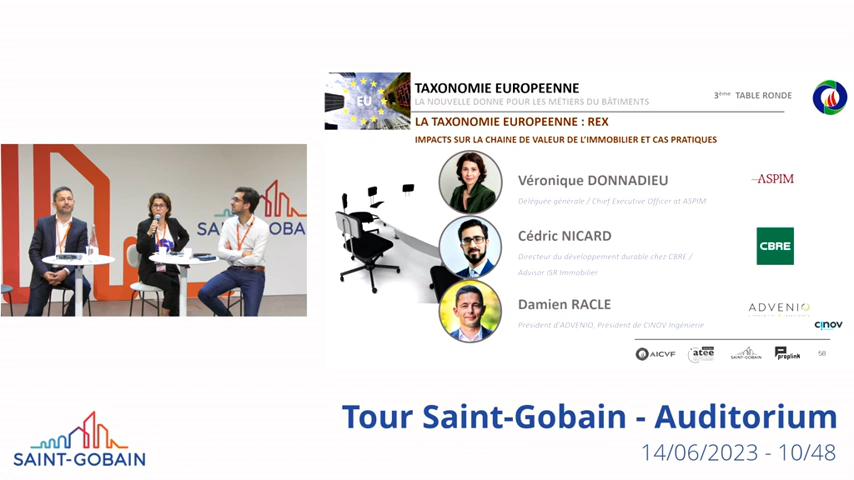 EU
TAXONOMIE EUROPEENNE
LA NOUVELLE DONNE POUR LES MÉTIERS DU BÂTIMENTS
3ème TABLE RONDE
LA TAXONOMIE EUROPEENNE : REX
IMPACTS SUR LA CHAINE DE VALEUR DE L'IMMOBILIER ET CAS PRATIQUES
Véronique DONNADIEU
Déléguée générale / Chief Executive Officer at ASPIM
ASPIM
Cédric NICARD
Directeur du développement durable chez CBRE /
Advisor ISR Immobilier
CBRE
Damien RACLE
Président d'ADVENIO, Président de CINOV Ingénierie
ADVENIO
CINOV
AICVF
atee
SAINT-GOBAIN
Proplink
58
SAINT-GOBAIN
Tour Saint-Gobain - Auditorium
14/06/2023 - 10/48
SAINT-GOBAIN